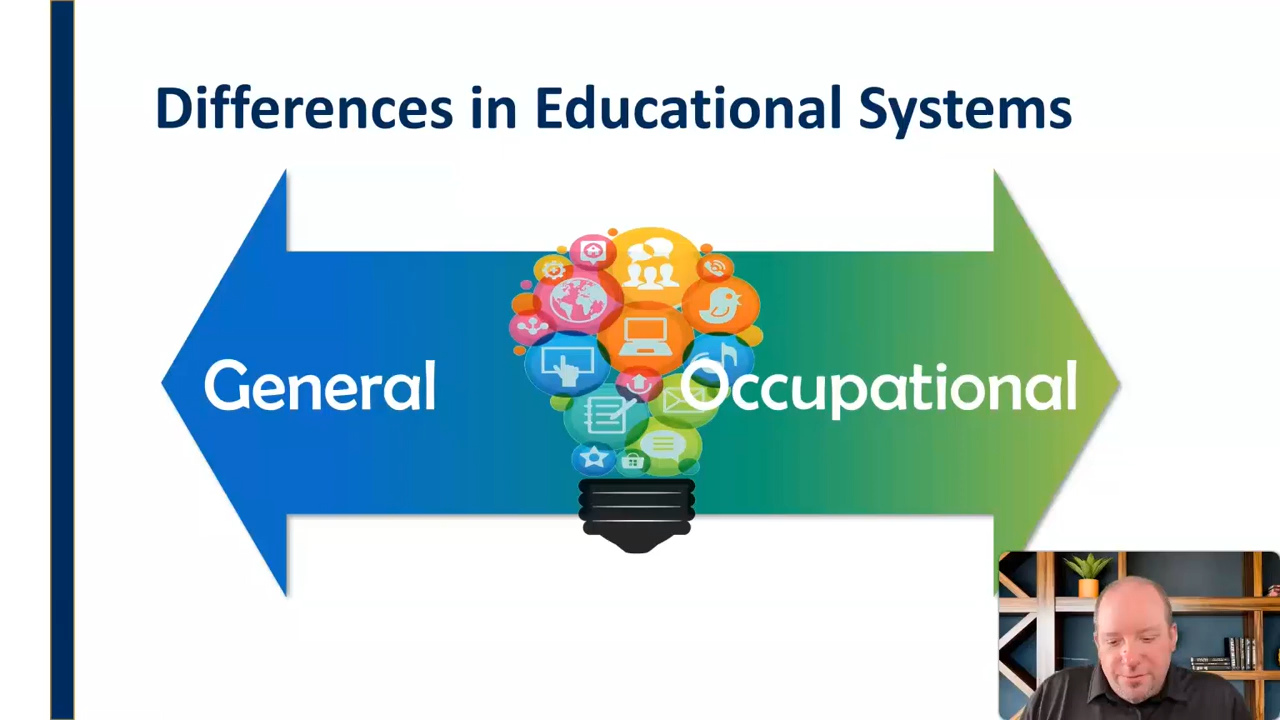 Differences in Educational Systems
General
Occupational